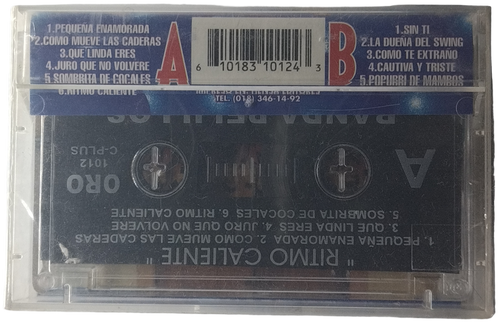 1.PEQUEÑA ENAMORADA
2.COMO MUEVE LAS CADERAS
3.QUE LINDA ERES
4.JURO QUE NO VOLVERE
5.SOMBRITA DE COCALES
6.RITMO CALIENTE
A
6 10183 10124 3
TEL. (018) 346-14-92
B
1.SIN TI
2.LA DUEÑA DEL SWING
3.COMO TE EXTRAÑO
4.CAUTIVA Y TRISTE
5.POPURRI DE MAMBOS
BANDA PELILLOS
A
ORO
1012
C-PLUS
" RITMO CALIENTE "
1. PEQUEÑA ENAMORADA 2. COMO MUEVE LAS CADERAS
3. QUE LINDA ERES 4. JURO QUE NO VOLVERE
5. SOMBRITA DE COCALES 6. RITMO CALIENTE